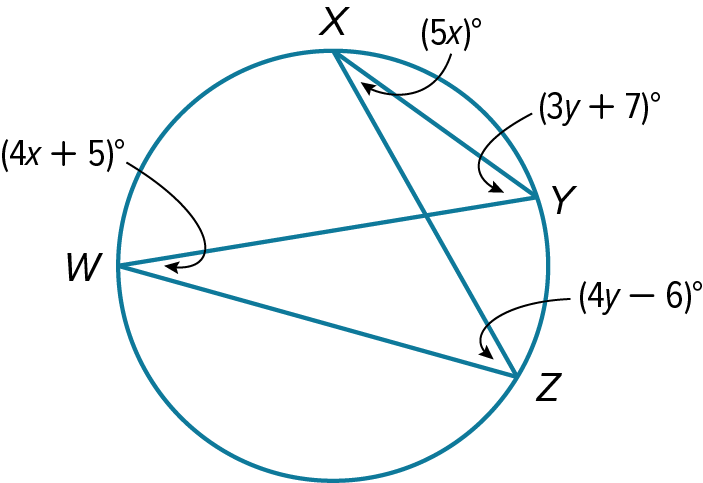 X
(5x)°
(3y + 7)°
(4x + 5)°
Y
W
(4y − 6)°
Z